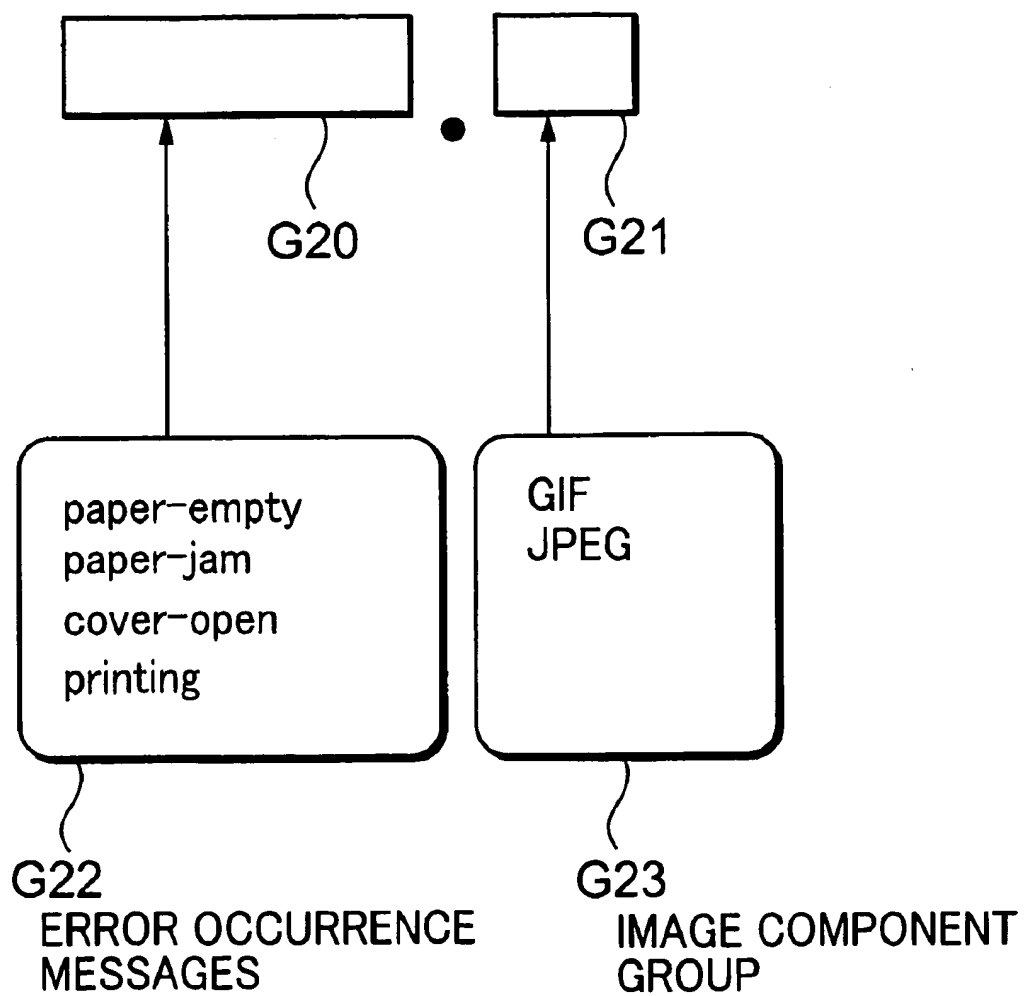 G20
G21
paper-empty
paper-jam
cover-open
printing
GIF
JPEG
G22
ERROR OCCURRENCE
MESSAGES
G23
IMAGE COMPONENT
GROUP